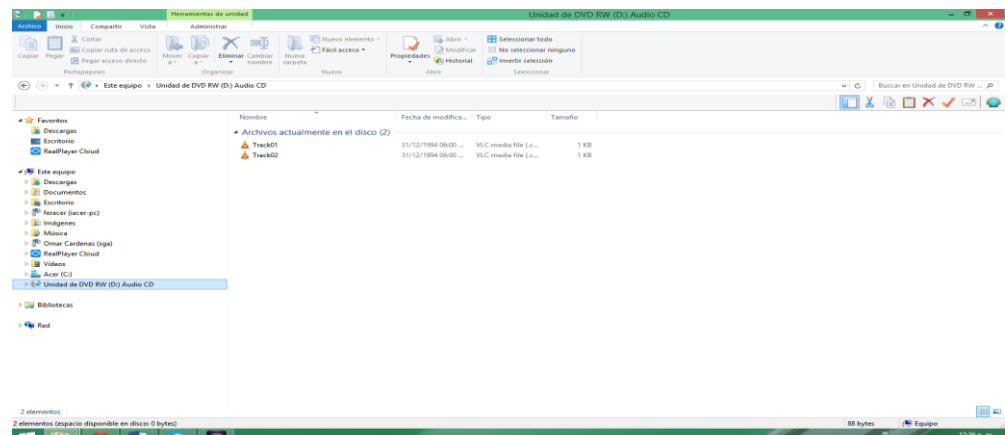 Herramientas de unidad
Unidad de DVD RW (D:) Audio CD
Archivo Inicio Compartir Vista Administrar
Copiar Pegar
Cortar
Copiar ruta de acceso
Pegar acceso directo
Portapapeles
Mover a Copiar a Eliminar Cambiar nombre
Organizar
Nueva carpeta
Nuevo elemento
Fácil acceso
Nuevo
Propiedades
Abrir
Modificar
Historial
Abrir
Seleccionar todo
No seleccionar ninguno
Invertir selección
Seleccionar
Este equipo Unidad de DVD RW (D:) Audio CD
Buscar en Unidad de DVD RW ...
Favoritos
Descargas
Escritorio
RealPlayer Cloud
Este equipo
Descargas
Documentos
Escritorio
feracer (iacer-pc)
Imágenes
Música
Omar Cardenas (sga)
RealPlayer Cloud
Videos
Acer (C:)
Unidad de DVD RW (D:) Audio CD
Bibliotecas
Red
Nombre Fecha de modifica... Tipo Tamaño
Archivos actualmente en el disco (2)
Track01 31/12/1994 06:00 ... VLC media file (.c... 1 KB
Track02 31/12/1994 06:00 ... VLC media file (.c... 1 KB
2 elementos
2 elementos (espacio disponible en disco: 0 bytes) 88 bytes Equipo